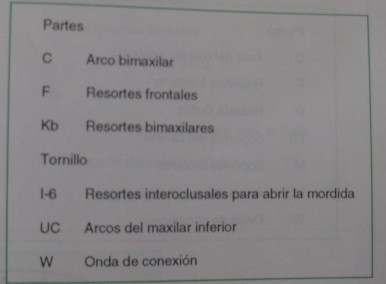 Partes
C Arco bimaxilar
F Resortes frontales
Kb Resortes bimaxilares
Tornillo
I-6 Resortes interoclusales para abrir la mordida
UC Arcos del maxilar inferior
W Onda de conexión